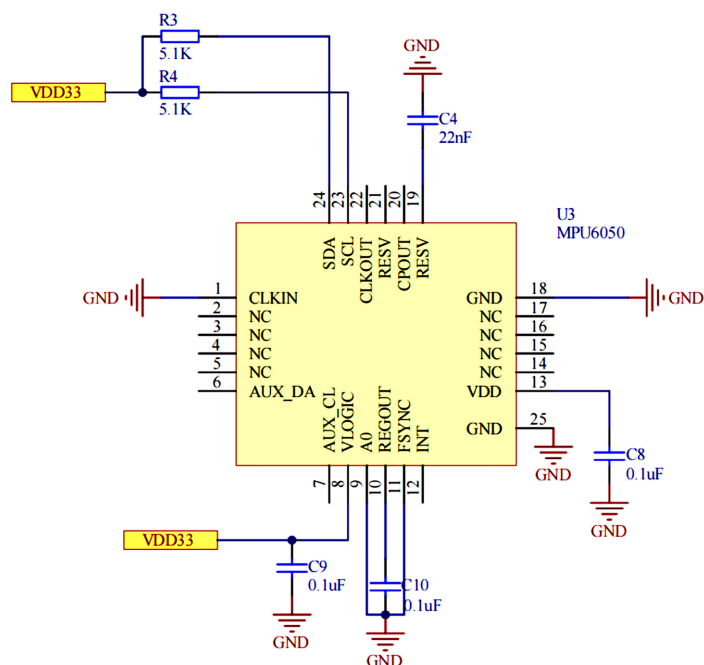 R3
5.1K
VDD33
R4
5.1K
GND
C4
22nF
24
23
22
21
20
19
SDA
SCL
CLKOUT
RESV
CPOUT
RESV
U3
MPU6050
GND
1
CLKIN
2
NC
3
NC
4
NC
5
NC
6
AUX_DA
GND
18
GND
NC
17
NC
16
NC
15
NC
14
VDD
13
GND
25
GND
AUX_CL
VLOGIC
A0
REGOUT
FSYNC
INT
7
8
9
10
11
12
C8
0.1uF
GND
VDD33
C9
0.1uF
GND
C10
0.1uF
GND